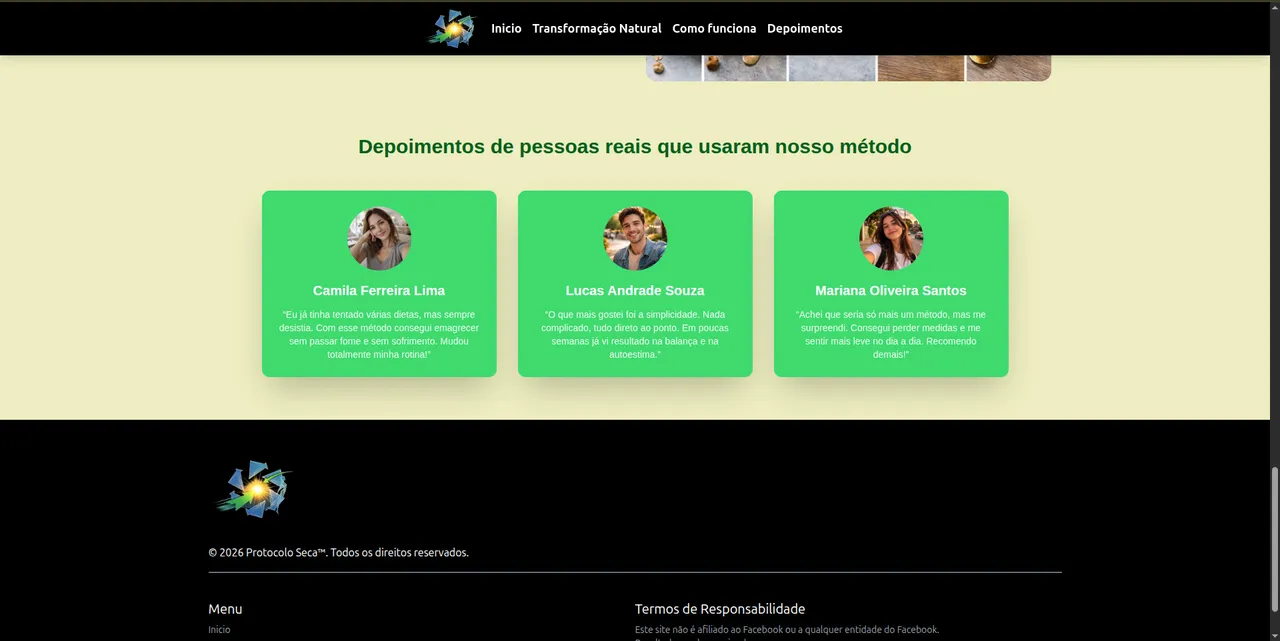 Inicio Transformação Natural Como funciona Depoimentos
Depoimentos de pessoas reais que usaram nosso método
Camila Ferreira Lima
"Eu já tinha tentado várias dietas, mas sempre
desistia. Com esse método consegui emagrecer
sem passar fome e sem sofrimento. Mudou
totalmente minha rotina!"
Lucas Andrade Souza
"O que mais gostei foi a simplicidade. Nada
complicado, tudo direto ao ponto. Em poucas
semanas já vi resultado na balança e na
autoestima."
Mariana Oliveira Santos
"Achei que seria só mais um método, mas me
surpreendi. Consegui perder medidas e me
sentir mais leve no dia a dia. Recomendo
demais!"
© 2026 Protocolo Seca™. Todos os direitos reservados.
Menu
Inicio
Termos de Responsabilidade
Este site não é afiliado ao Facebook ou a qualquer entidade do Facebook.